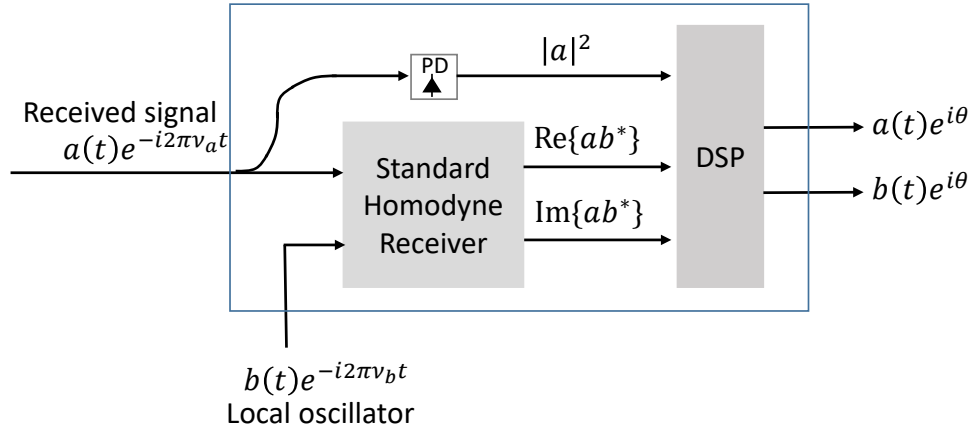 PD
|a|²
Received signal
a(t)e^{-i2πν_a t}
Standard
Homodyne
Receiver
Re{ab*}
Im{ab*}
DSP
a(t)e^{iθ}
b(t)e^{iθ}
b(t)e^{-i2πν_b t}
Local oscillator